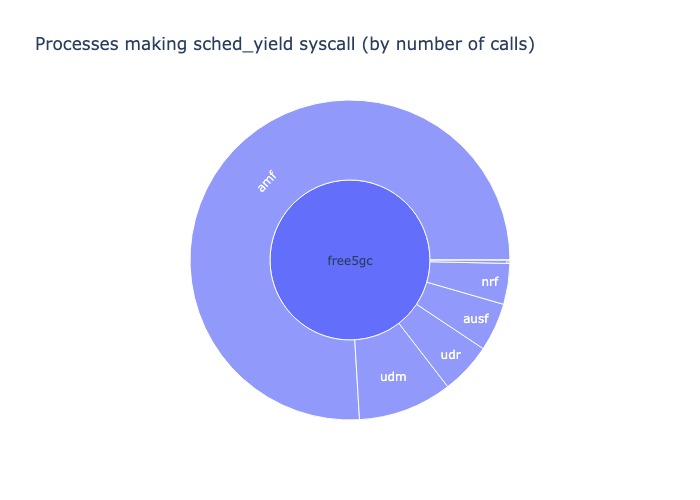 Processes making sched_yield syscall (by number of calls)
amf
free5gc
nrf
ausf
udr
udm